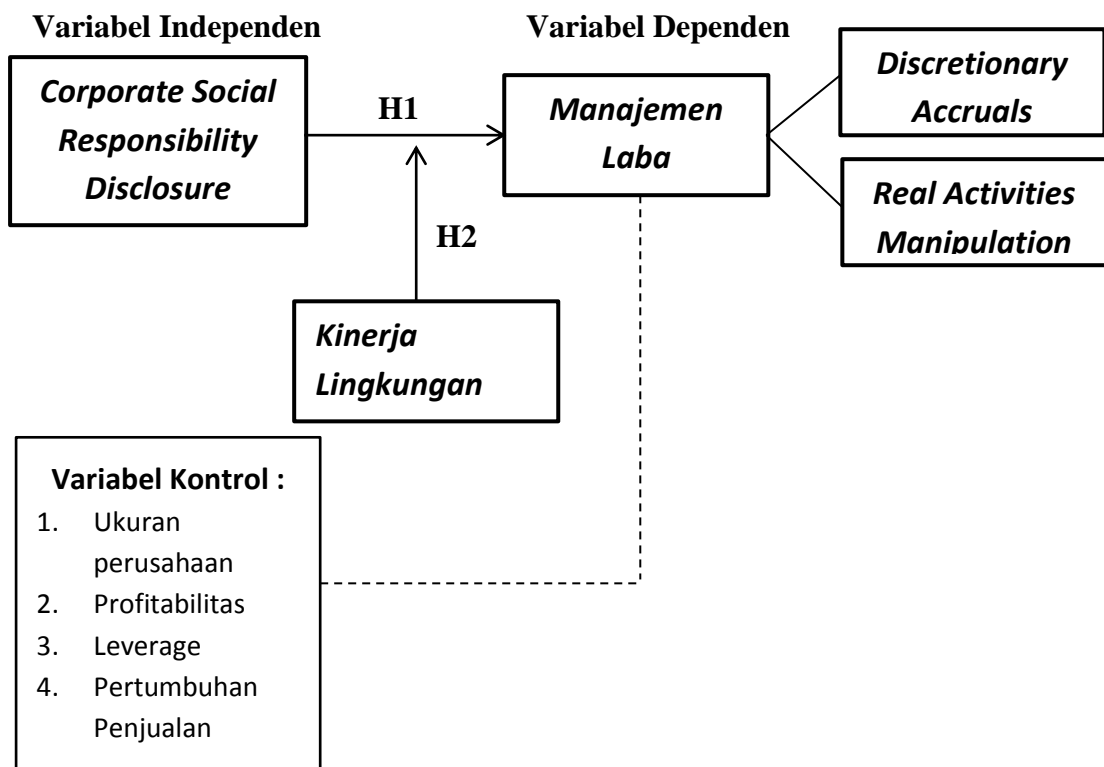 Variabel Independen
Variabel Dependen
Corporate Social
Responsibility
Disclosure
H1
Manajemen
Laba
Discretionary
Accruals
Real Activities
Manipulation
H2
Kinerja
Lingkungan
Variabel Kontrol :
1. Ukuran
perusahaan
2. Profitabilitas
3. Leverage
4. Pertumbuhan
Penjualan